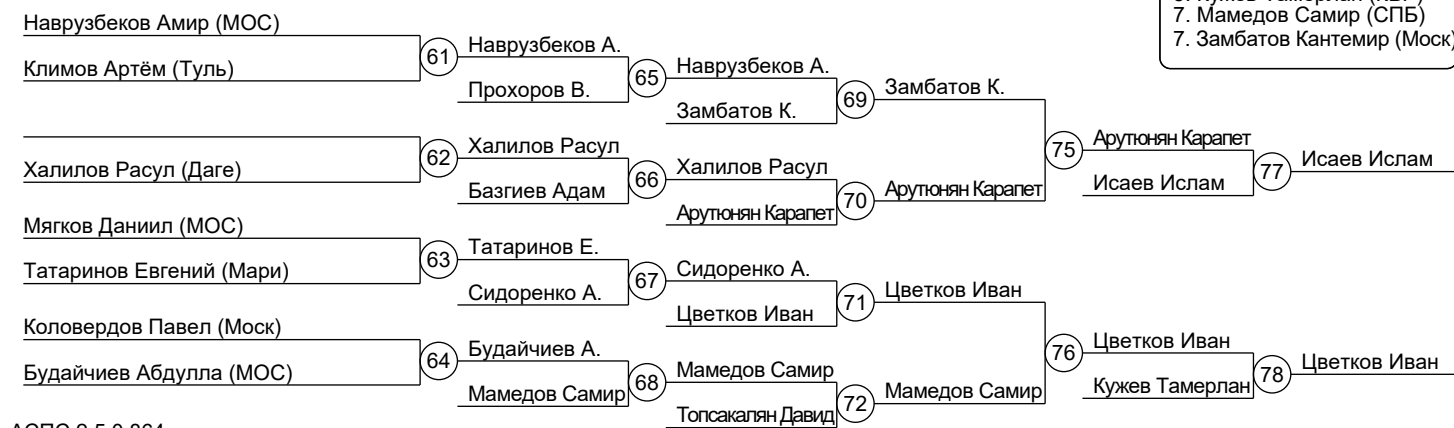 7. Мамедов Самир (СПБ)
7. Замбатов Кантемир (Моск)
Наврузбеков Амир (МОС)
Климов Артём (Туль)
61
Наврузбеков А.
Прохоров В.
65
Наврузбеков А.
Замбатов К.
69
Замбатов К.
Халилов Расул (Даге)
62
Халилов Расул
Базгиев Адам
66
Халилов Расул
Арутюнян Карапет
70
Арутюнян Карапет
75
Арутюнян Карапет
Исаев Ислам
77
Исаев Ислам
Мягков Даниил (МОС)
Татаринов Евгений (Мари)
63
Татаринов Е.
Сидоренко А.
67
Сидоренко А.
Цветков Иван
71
Цветков Иван
Коловердов Павел (Моск)
Будайчиев Абдулла (МОС)
64
Будайчиев А.
Мамедов Самир
68
Мамедов Самир
Топсакалян Давид
72
Мамедов Самир
76
Цветков Иван
Кужев Тамерлан
78
Цветков Иван